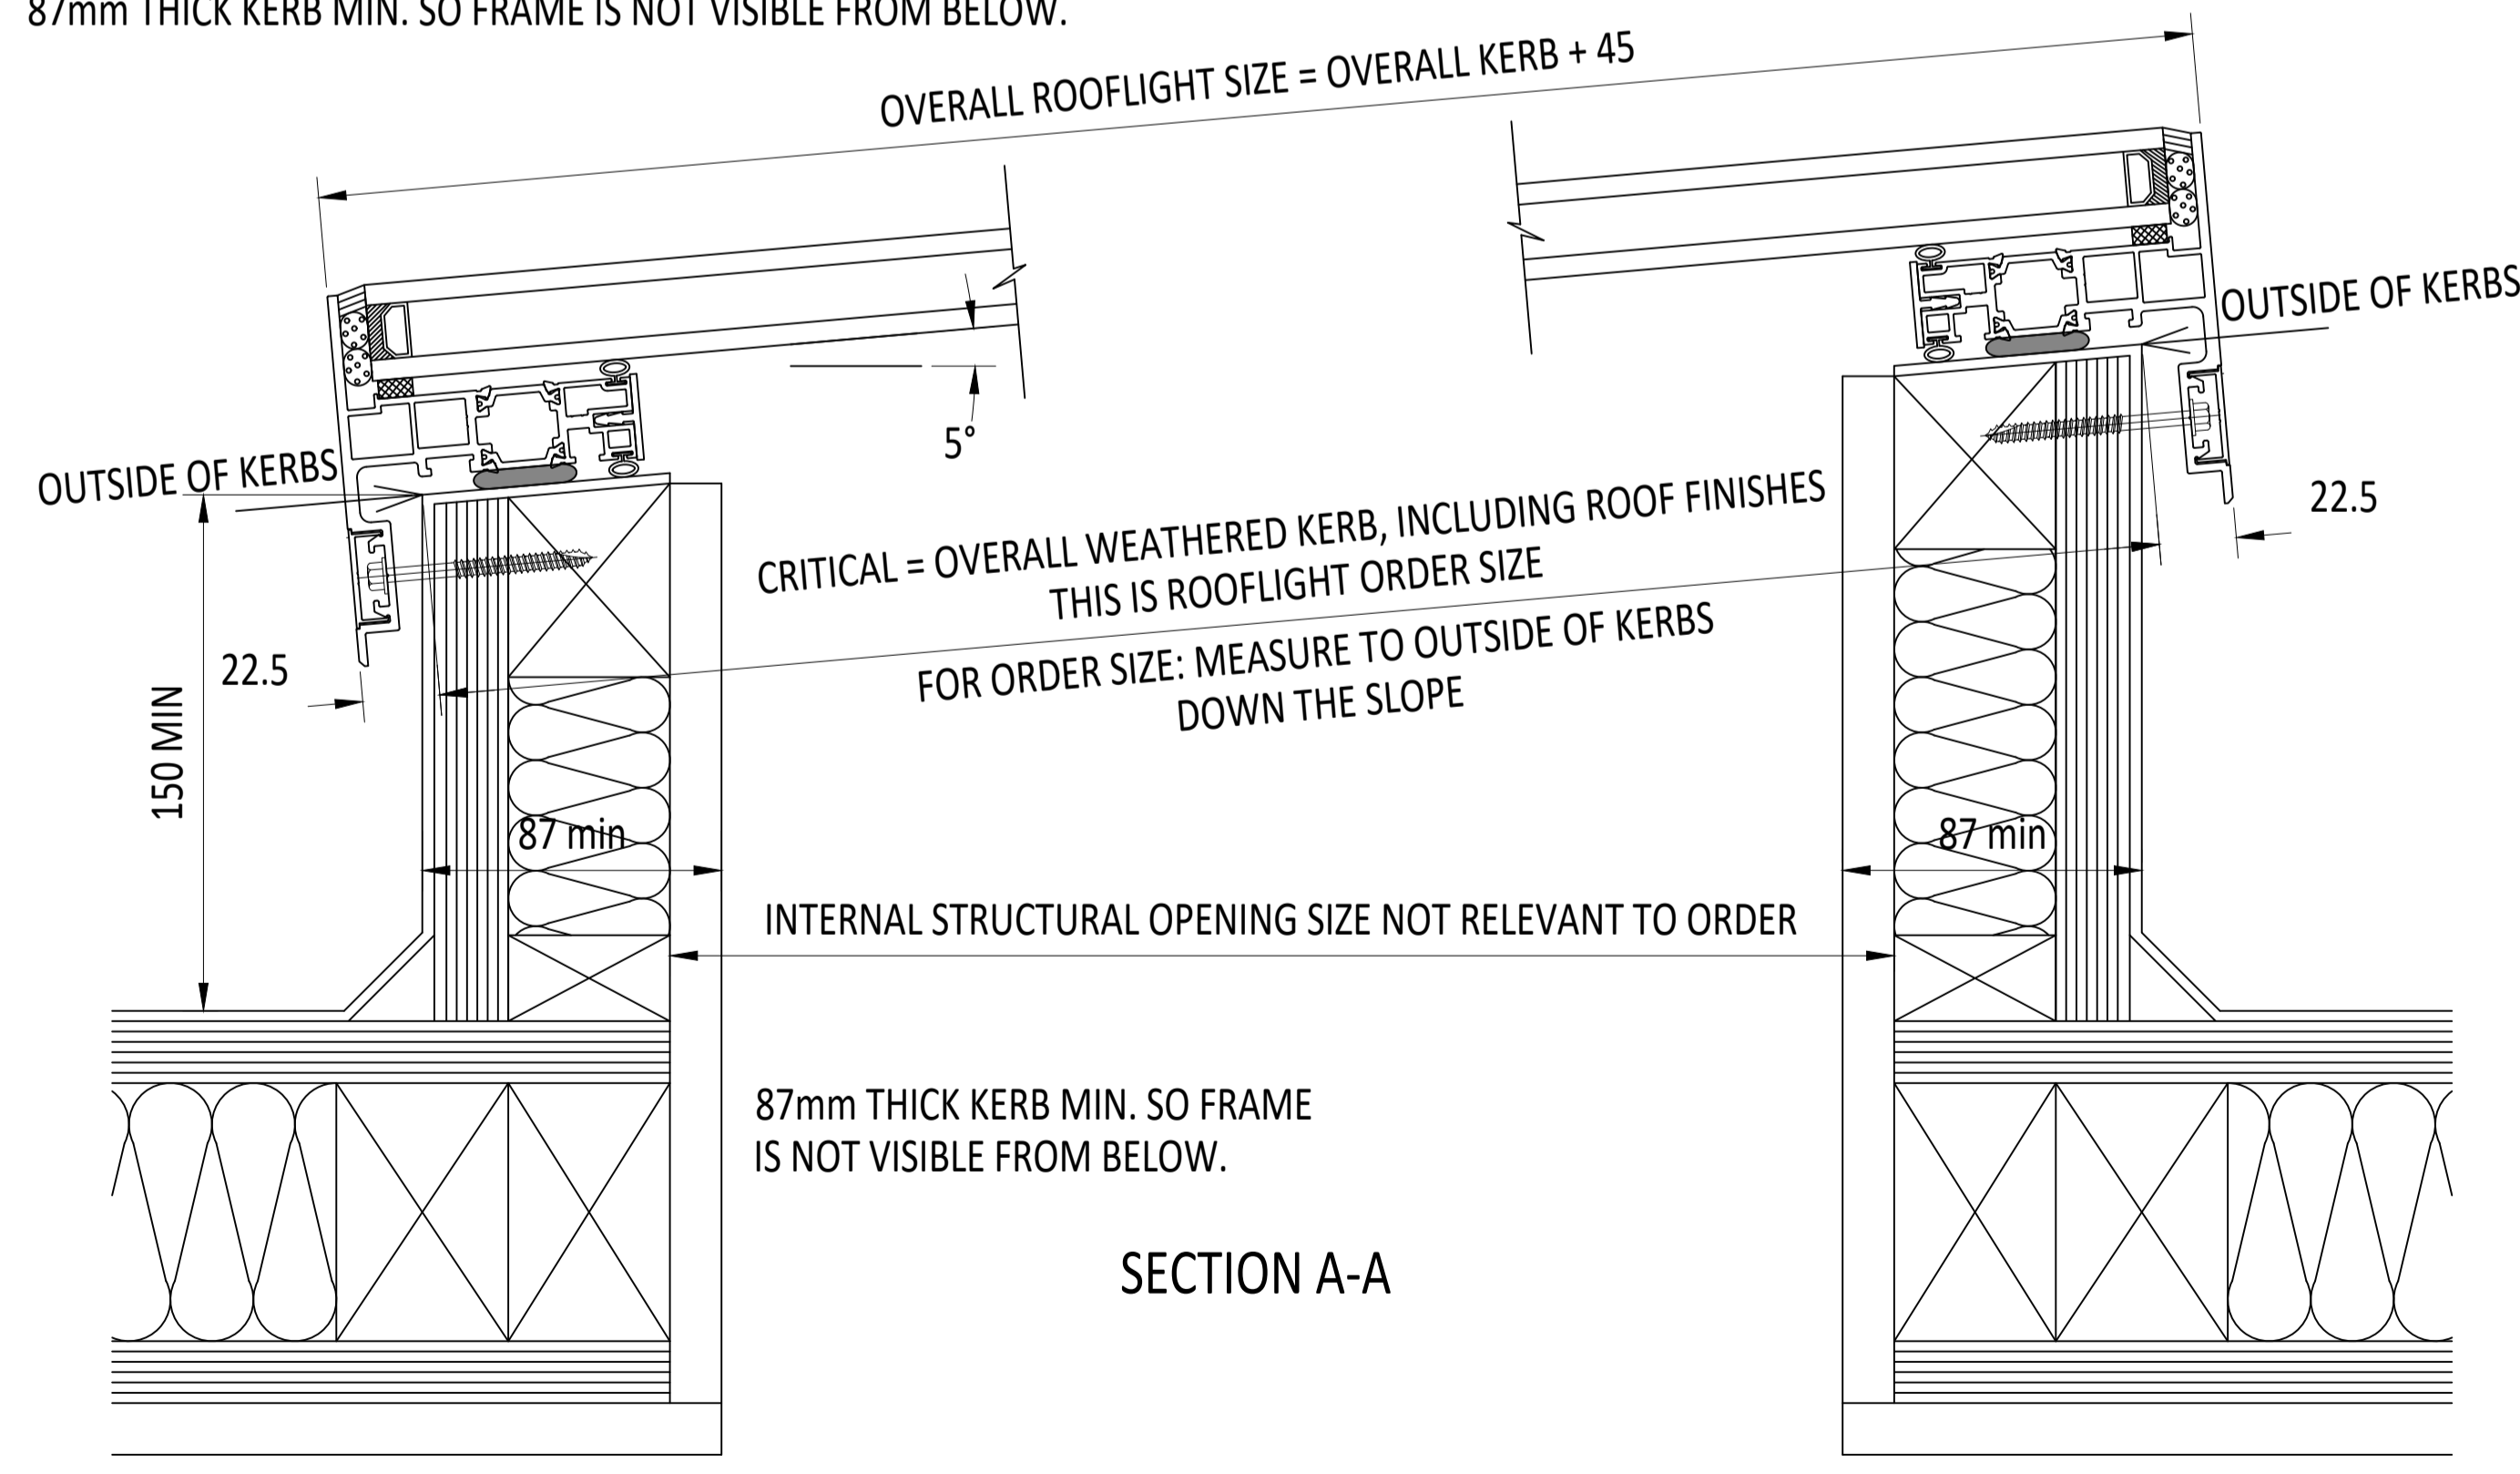 87mm THICK KERB MIN. SO FRAME IS NOT VISIBLE FROM BELOW.
OVERALL ROOFLIGHT SIZE = OVERALL KERB + 45
OUTSIDE OF KERBS
5°
OUTSIDE OF KERBS
22.5
CRITICAL = OVERALL WEATHERED KERB, INCLUDING ROOF FINISHES
THIS IS ROOFLIGHT ORDER SIZE
FOR ORDER SIZE: MEASURE TO OUTSIDE OF KERBS
DOWN THE SLOPE
22.5
150 MIN
87 min
87 min
INTERNAL STRUCTURAL OPENING SIZE NOT RELEVANT TO ORDER
87mm THICK KERB MIN. SO FRAME
IS NOT VISIBLE FROM BELOW.
SECTION A-A